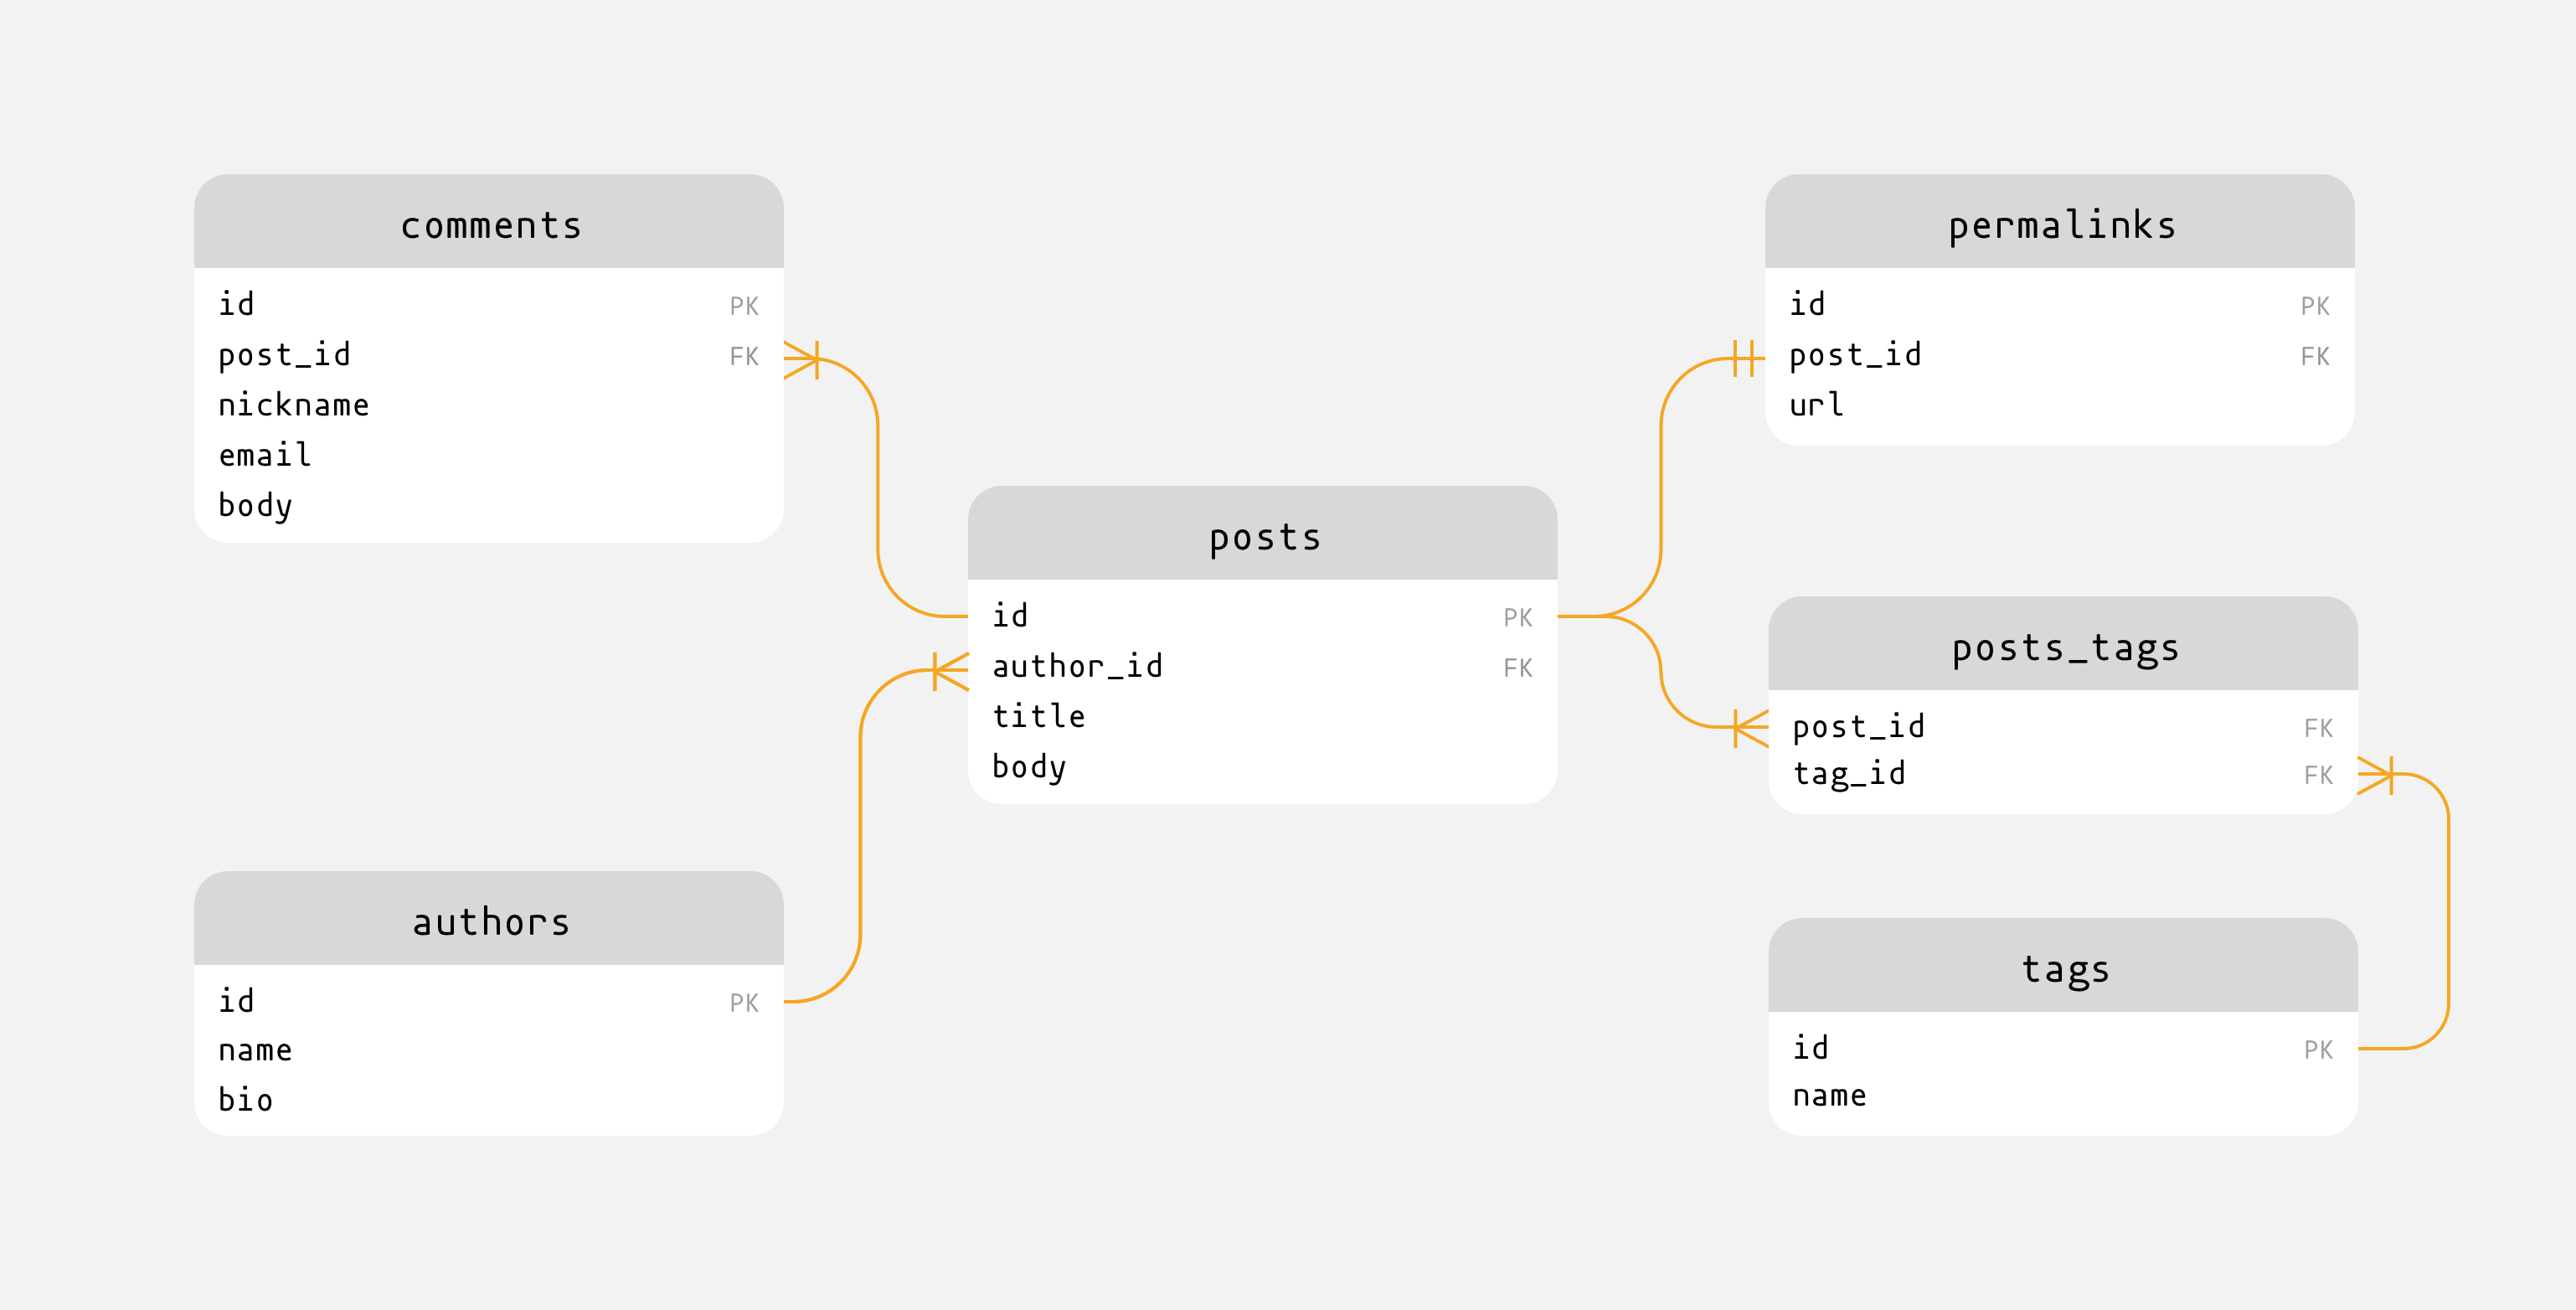 comments
id PK
post_id FK
nickname
email
body
permalinks
id PK
post_id FK
url
posts
id PK
author_id FK
title
body
posts_tags
post_id FK
tag_id FK
authors
id PK
name
bio
tags
id PK
name